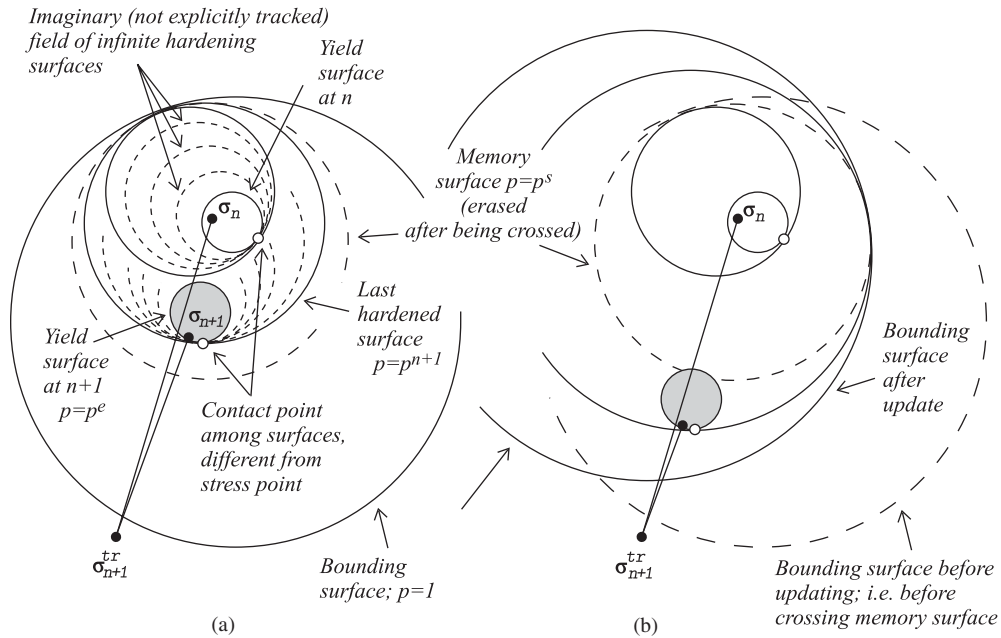 Imaginary (not explicitly tracked)
field of infinite hardening
surfaces
Yield
surface
at n
σn
σn+1
Yield
surface
at n+1
p=pe
Last
hardened
surface
p=pn+1
Contact point
among surfaces,
different from
stress point
σtrn+1
Bounding
surface; p=1
(a)
Memory
surface p=ps
(erased
after being crossed)
σn
Bounding
surface
after
update
σtrn+1
Bounding surface before
updating; i.e. before
crossing memory surface
(b)